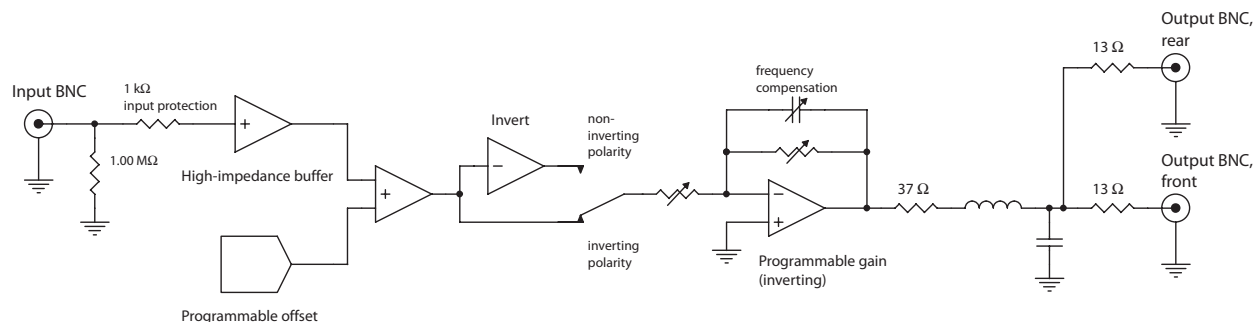 Output BNC,
rear
13 Ω
Input BNC
1 kΩ
input protection
+
1.00 MΩ
High-impedance buffer
+
Programmable offset
Invert
−
non-
inverting
polarity
inverting
polarity
frequency
compensation
−
+
Programmable gain
(inverting)
37 Ω
Output BNC,
front
13 Ω